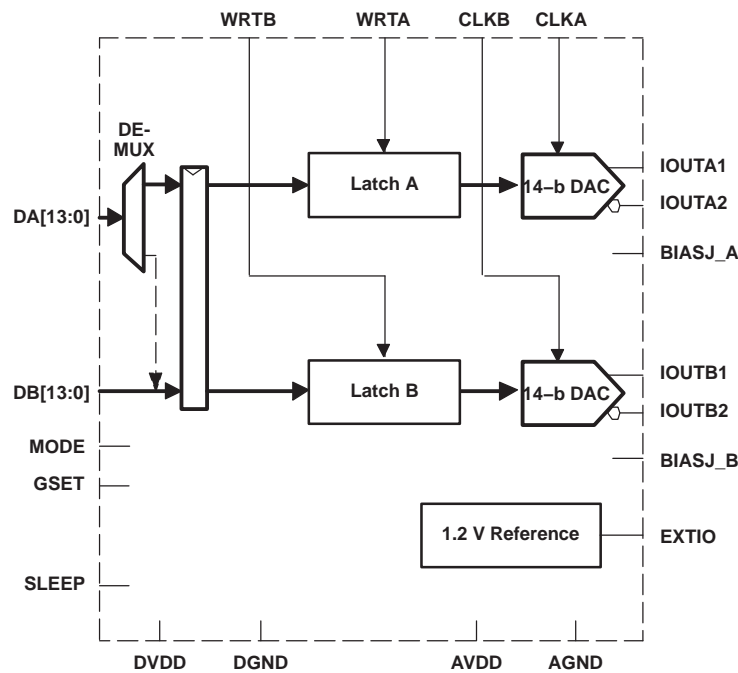 WRTB WRTA CLKB CLKA
DE-
MUX
DA[13:0]
Latch A
14–b DAC
IOUTA1
IOUTA2
BIASJ_A
DB[13:0]
Latch B
14–b DAC
IOUTB1
IOUTB2
BIASJ_B
MODE
GSET
1.2 V Reference
EXTIO
SLEEP
DVDD DGND AVDD AGND